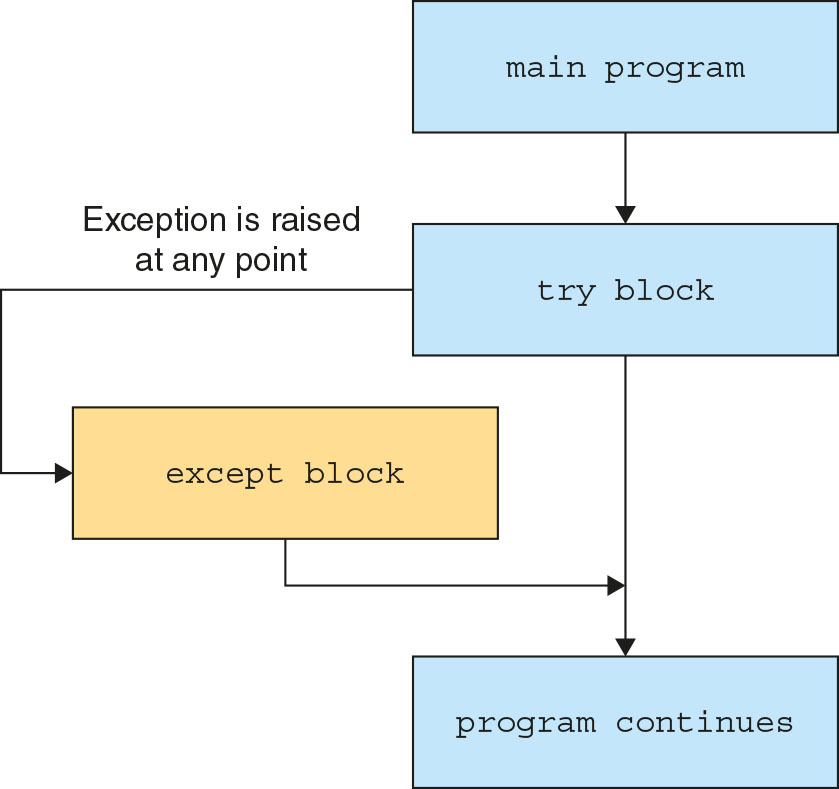 main program
Exception is raised
at any point
try block
except block
program continues